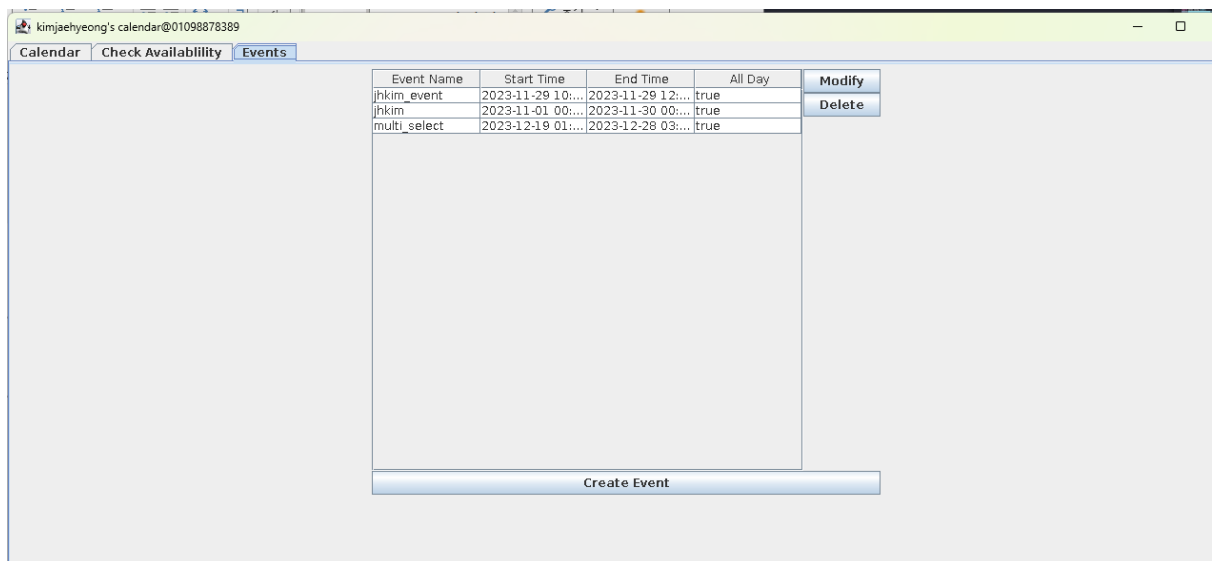 kimjaehyeong's calendar@01098878389
Calendar Check Availablility Events
Event Name Start Time End Time All Day Modify
jhkim_event 2023-11-29 10:... 2023-11-29 12:... true
Delete
jhkim 2023-11-01 00:... 2023-11-30 00:... true
multi_select 2023-12-19 01:... 2023-12-28 03:... true
Create Event